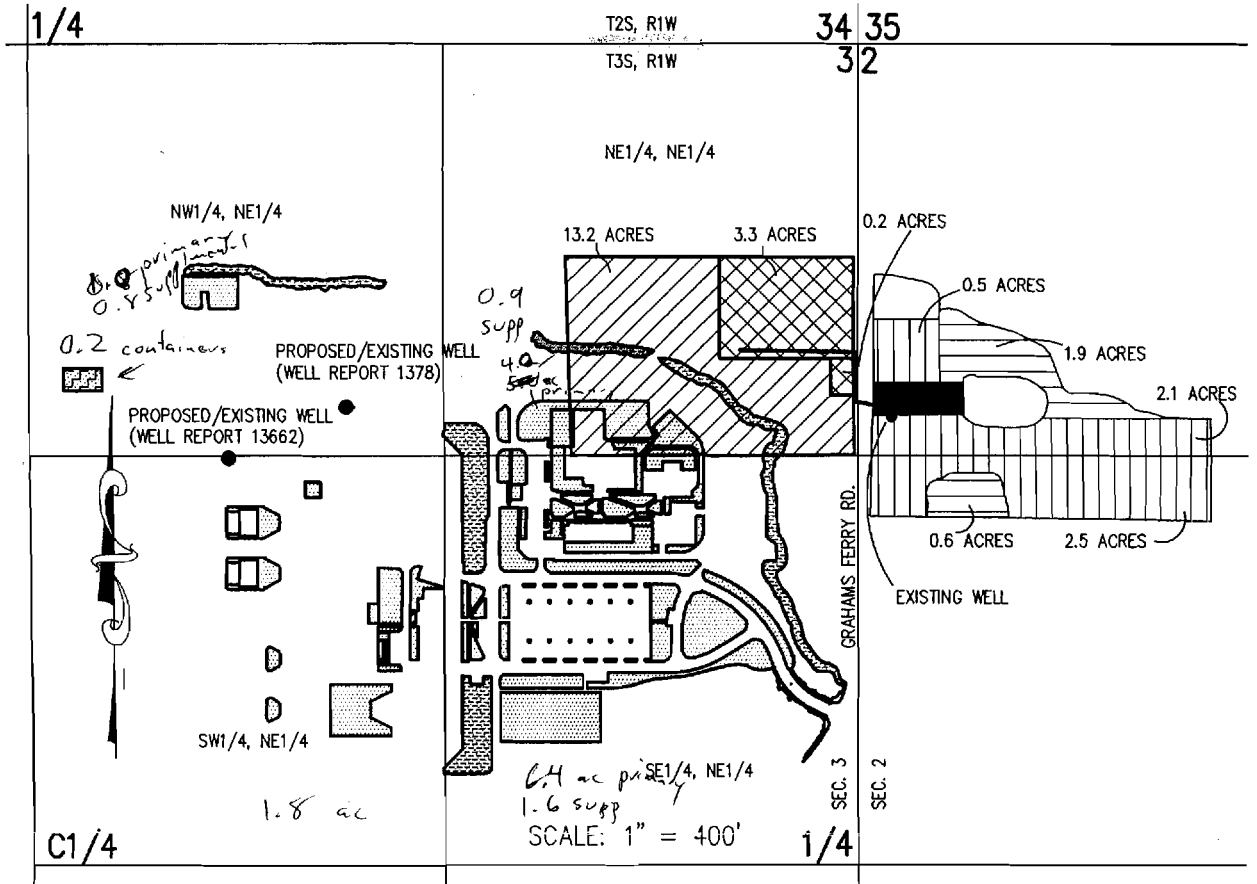 1/4
T2S, R1W
34 35
T3S, R1W
3 2
NE1/4, NE1/4
NW1/4, NE1/4
primary
0.8 supplimental
0.2 containers
PROPOSED/EXISTING WELL
(WELL REPORT 1378)
PROPOSED/EXISTING WELL
(WELL REPORT 13662)
13.2 ACRES
3.3 ACRES
0.2 ACRES
0.5 ACRES
1.9 ACRES
2.1 ACRES
0.9
supp
4.0
ac
primary
0.6 ACRES
2.5 ACRES
EXISTING WELL
GRAHAMS FERRY RD.
SW1/4, NE1/4
1.8 ac
6.4 ac primary
SE1/4, NE1/4
1.6 supp
SCALE: 1" = 400'
SEC. 3
SEC. 2
C1/4
1/4